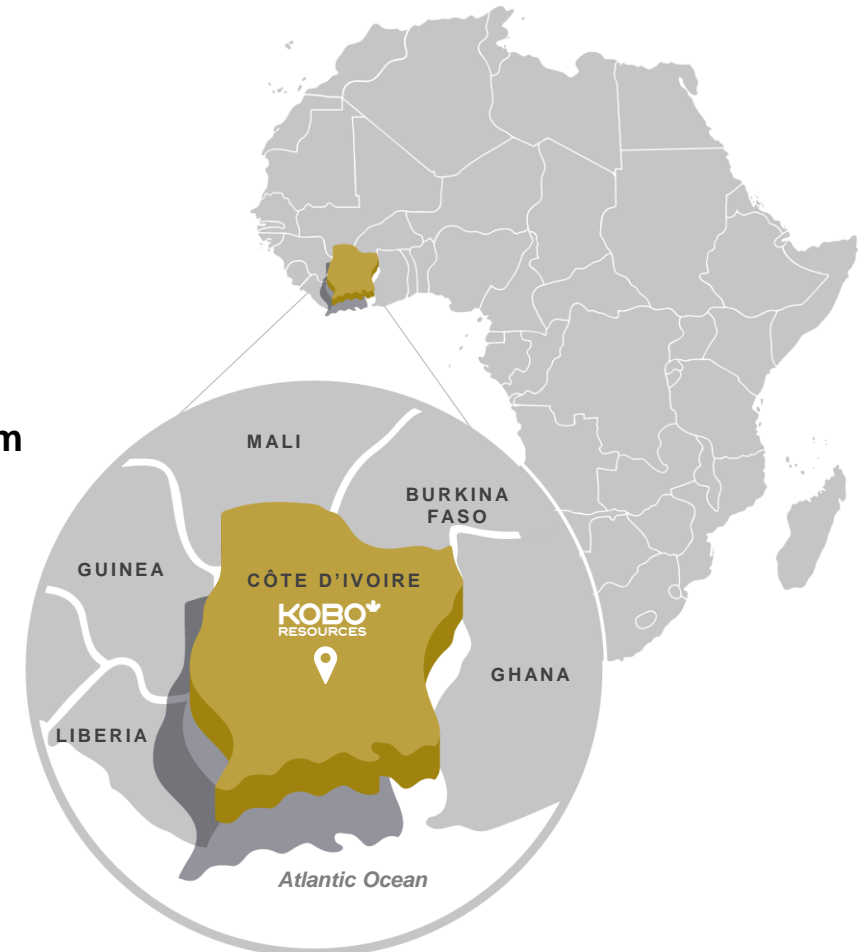 m
MALI
BURKINA
FASO
GUINEA
CÔTE D'IVOIRE
KOBO
RESOURCES
GHANA
LIBERIA
Atlantic Ocean